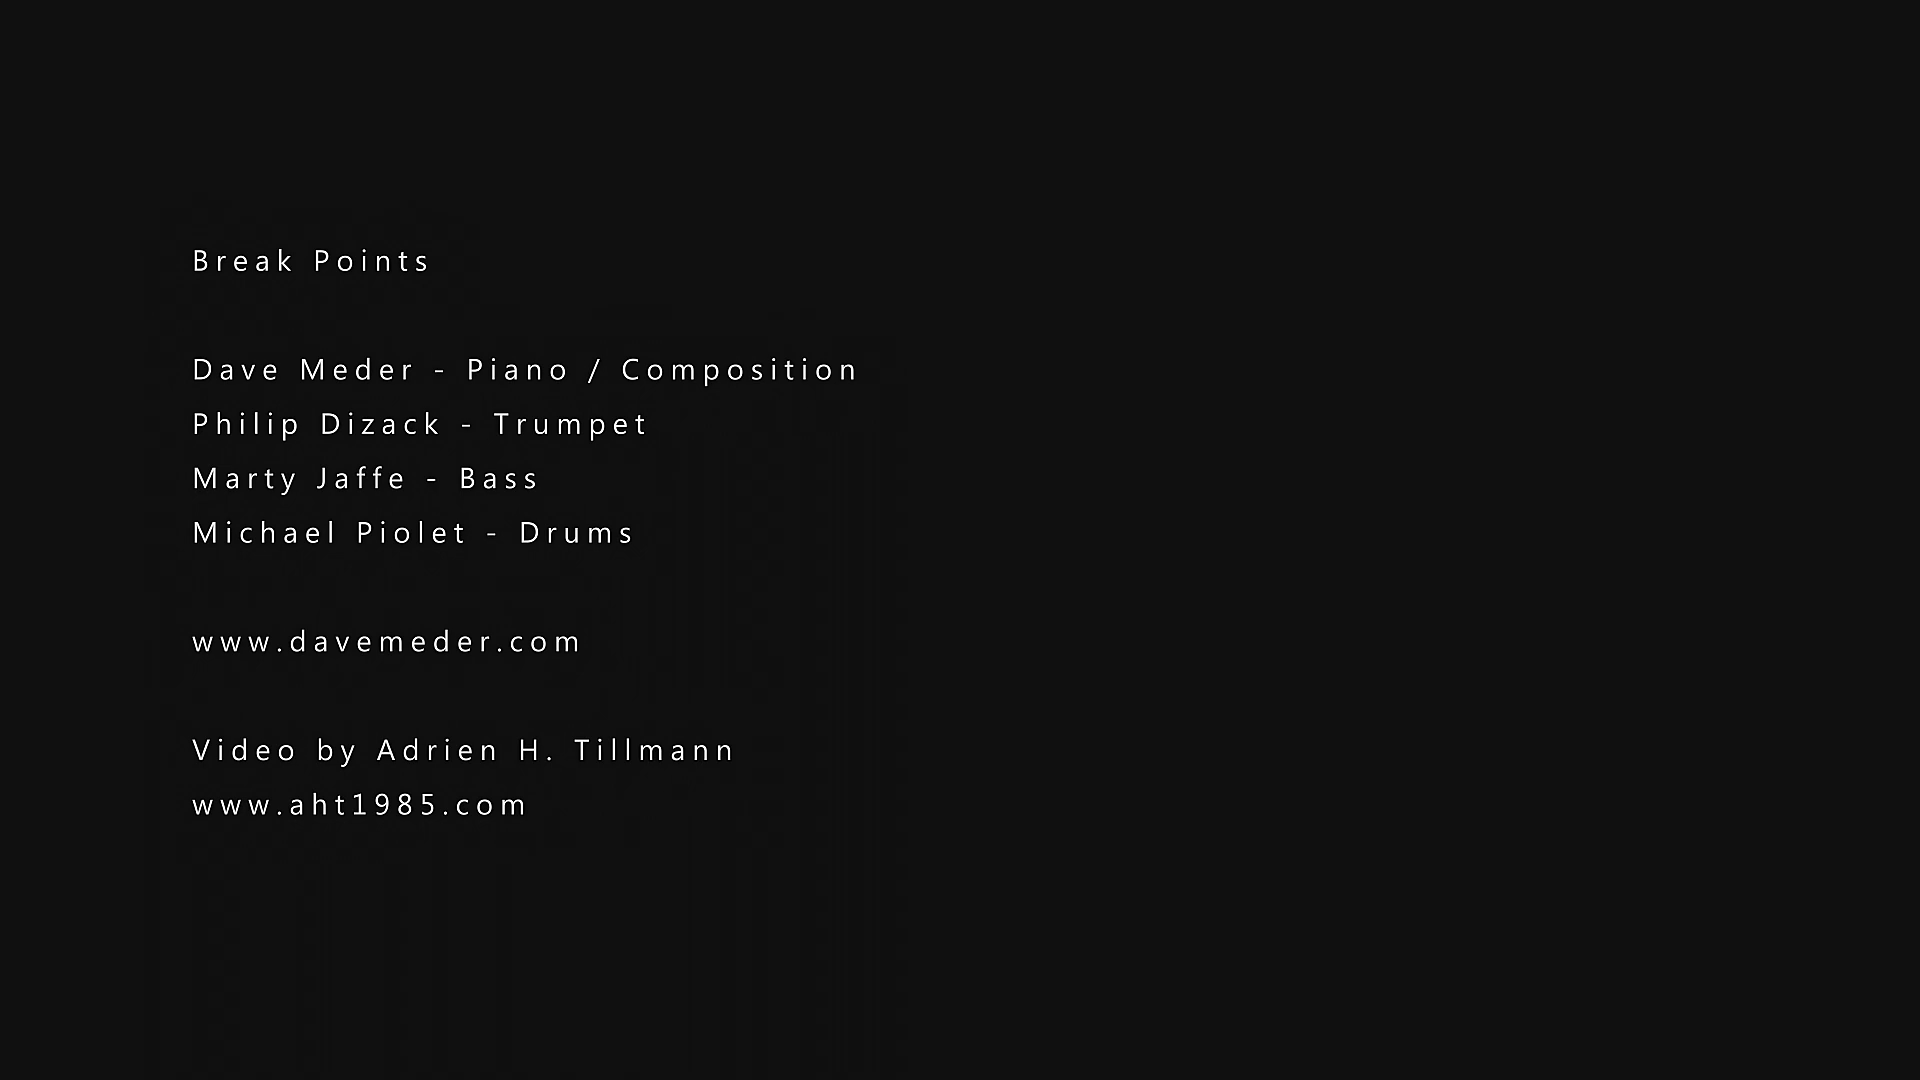 Break Points
Dave Meder - Piano / Composition
Philip Dizack - Trumpet
Marty Jaffe - Bass
Michael Piolet - Drums
www.davemeder.com
Video by Adrien H. Tillmann
www.aht1985.com